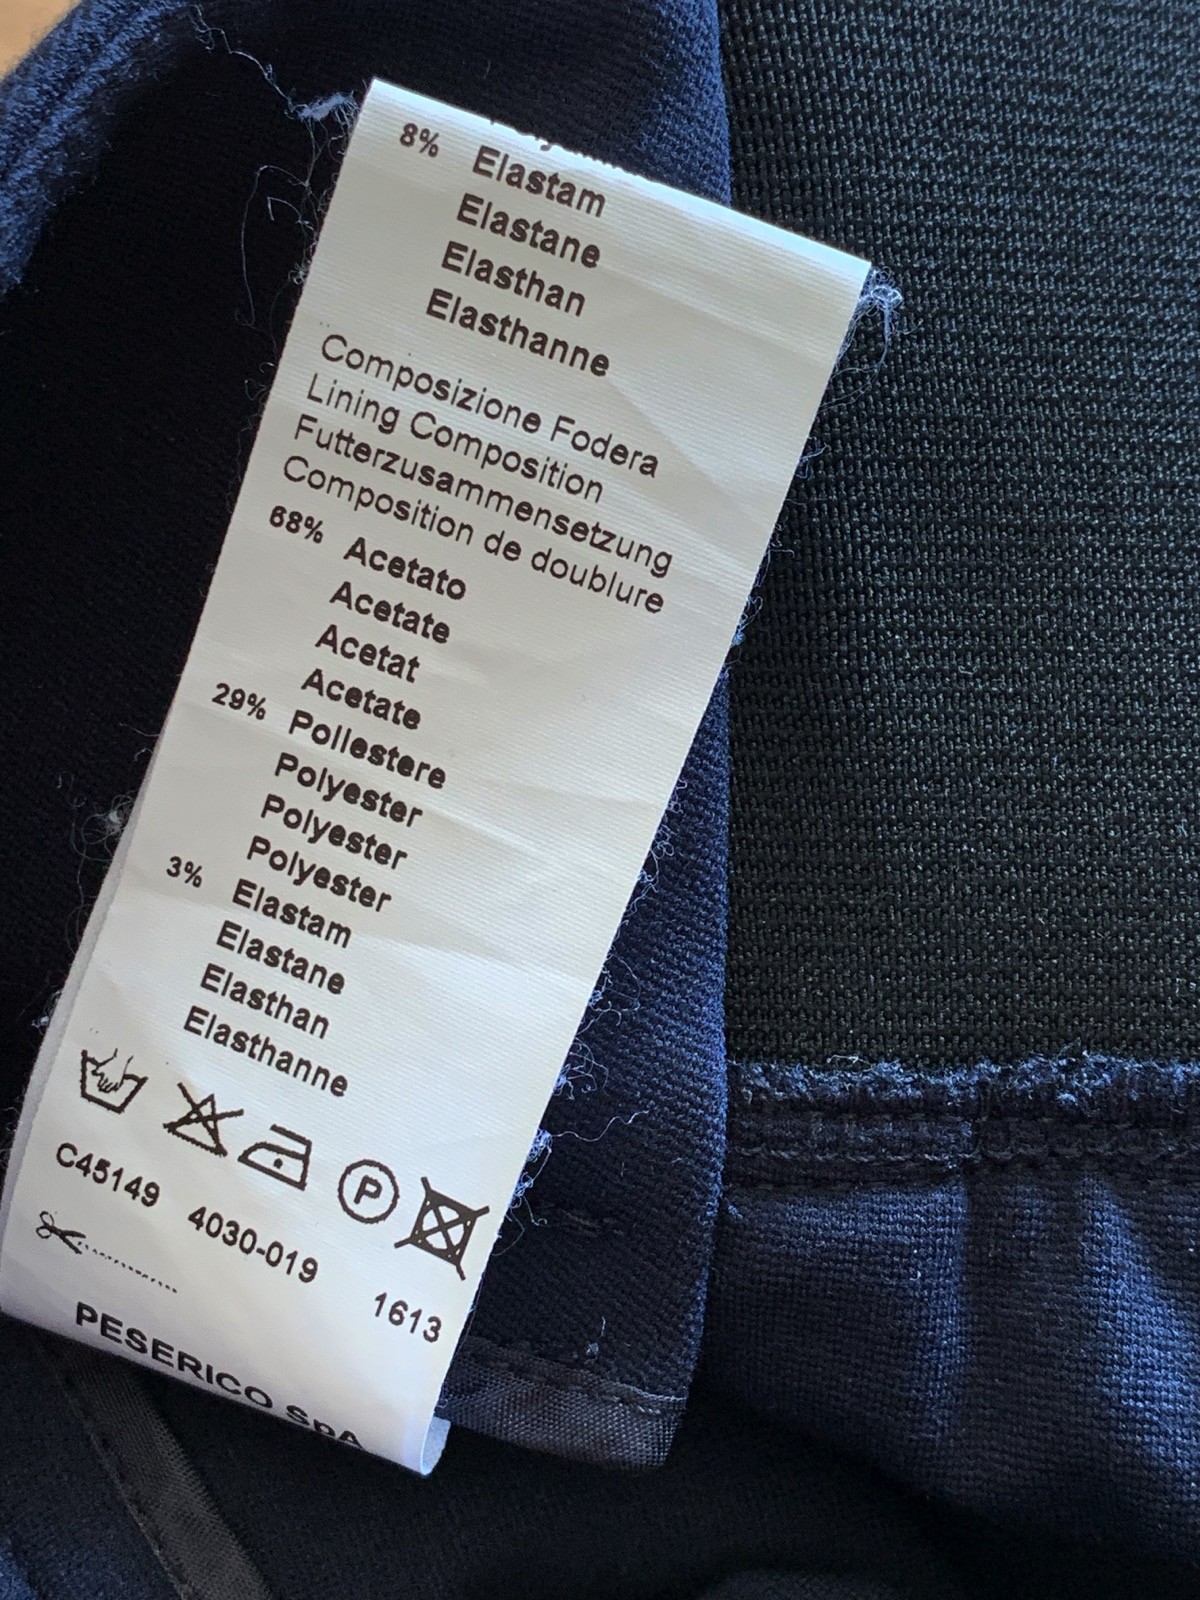 8% Elastam
Elastane
Elasthan
Elasthanne
Composizione Fodera
Lining Composition
Futterzusammensetzung
Composition de doublure
68% Acetato
Acetate
Acetat
Acetate
29% Poliestere
Polyester
Polyester
Polyester
3% Elastam
Elastane
Elasthan
Elasthanne
P
C45149 4030-019 1613
PESERICO SpA